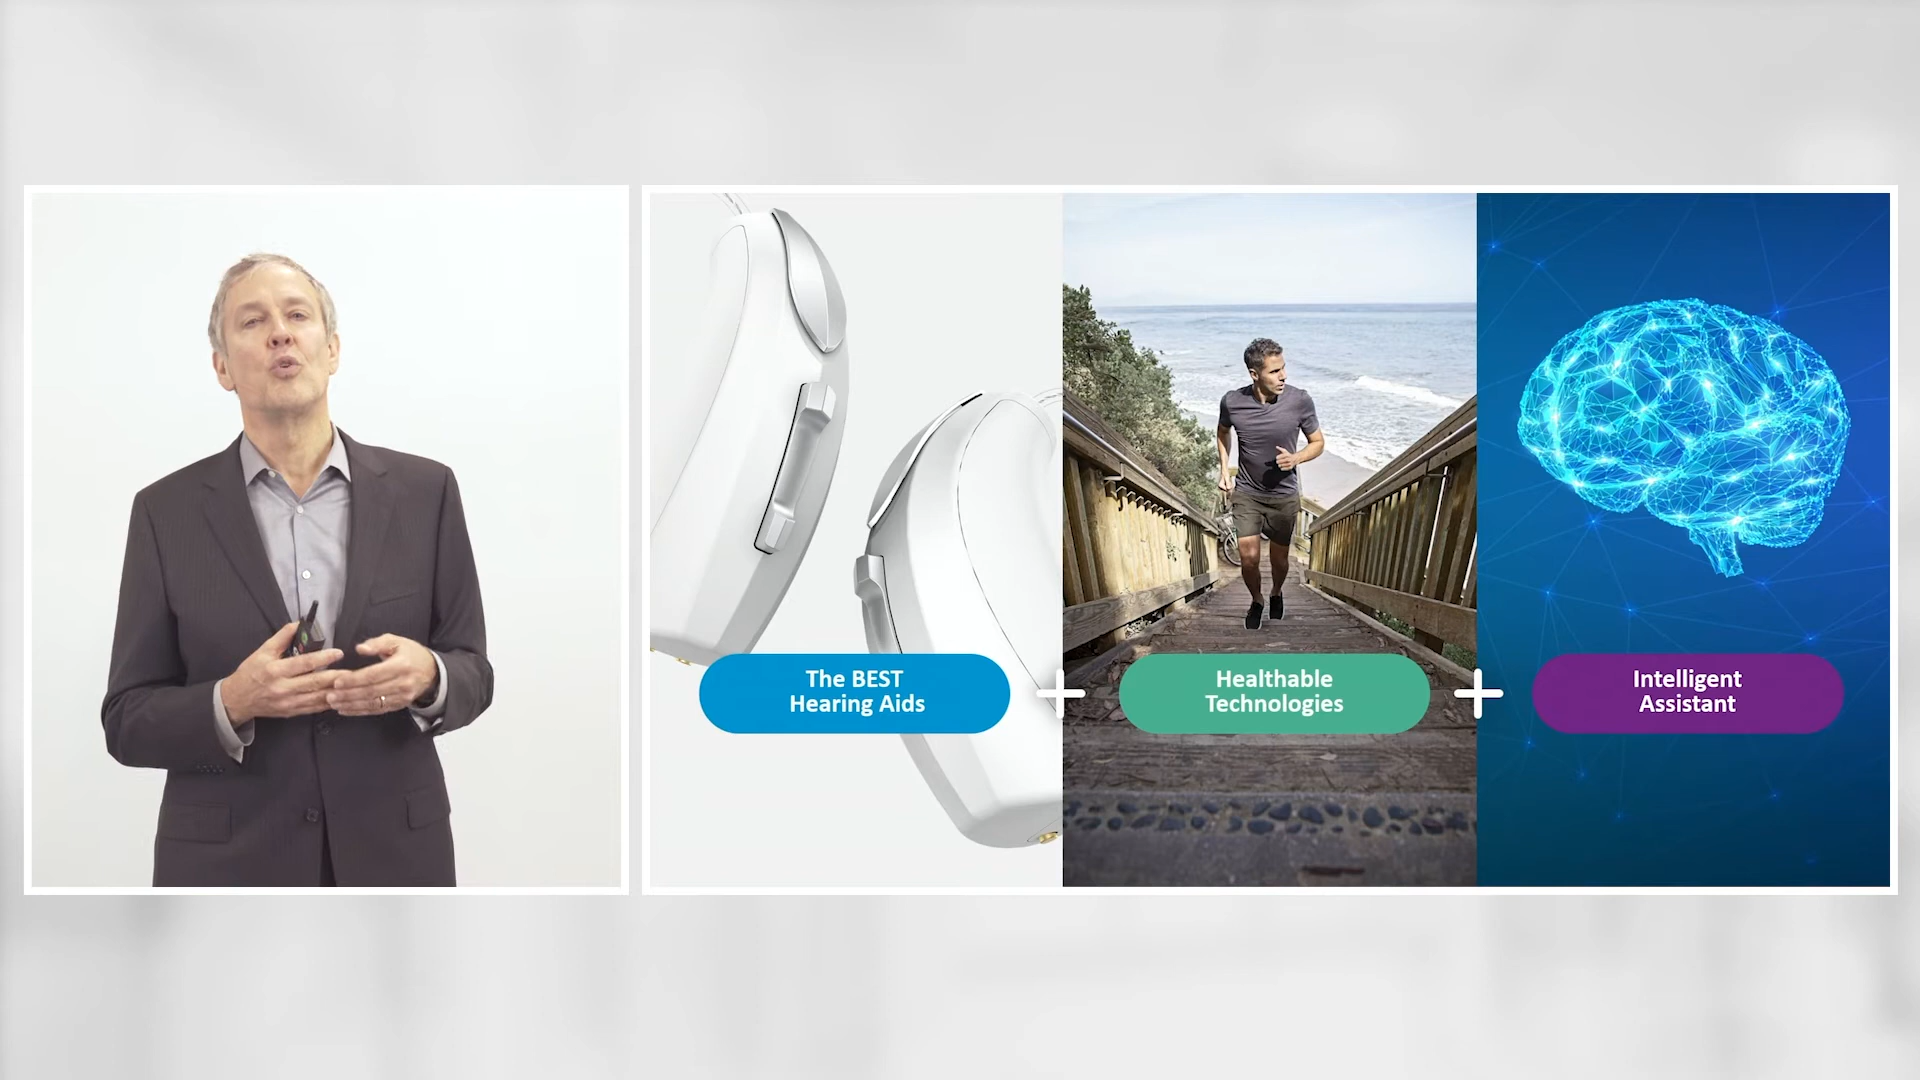 The BEST
Hearing Aids
Healthable
Technologies
Intelligent
Assistant